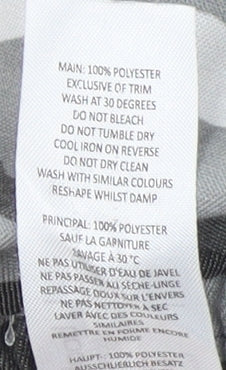 MAIN: 100% POLYESTER
EXCLUSIVE OF TRIM
WASH AT 30 DEGREES
DO NOT BLEACH
DO NOT TUMBLE DRY
COOL IRON ON REVERSE
DO NOT DRY CLEAN
WASH WITH SIMILAR COLOURS
RESHAPE WHILST DAMP
PRINCIPAL: 100% POLYESTER
SAUF LA GARNITURE
LAVAGE À 30 °C
NE PAS UTILISER D'EAU DE JAVEL
NE PAS PASSER AU SÈCHE-LINGE
REPASSAGE DOUX SUR L'ENVERS
NE PAS NETTOYER À SEC
LAVER AVEC DES COULEURS
SIMILAIRES
REMETTRE EN FORME ENCORE
HUMIDE
HAUPT-: 100% POLYESTER
AUSSCHLIEßLICH BESATZ